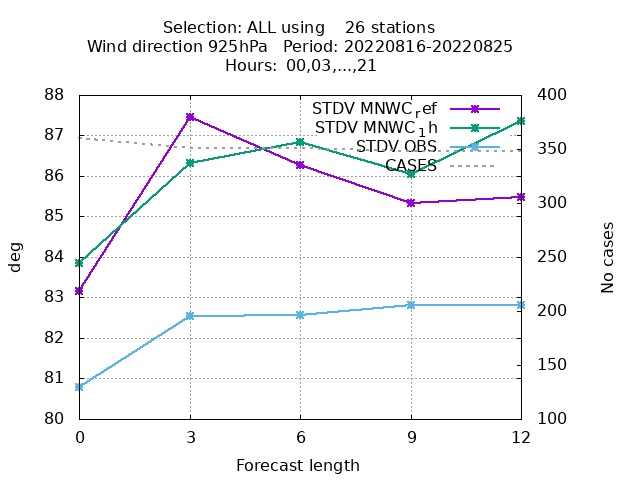 Selection: ALL using    26 stations
Wind direction 925hPa   Period: 20220816-20220825
Hours: 00,03,...,21
88
87
86
85
84
83
82
81
80
deg
400
350
300
250
200
150
100
No cases
STDV MNWC_ref
STDV MNWC_1h
STDV OBS
CASES
0
3
6
9
12
Forecast length